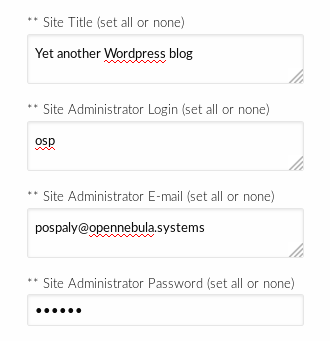 ** Site Title (set all or none)
Yet another Wordpress blog
** Site Administrator Login (set all or none)
osp
** Site Administrator E-mail (set all or none)
pospaly@opennebula.systems
** Site Administrator Password (set all or none)
••••••